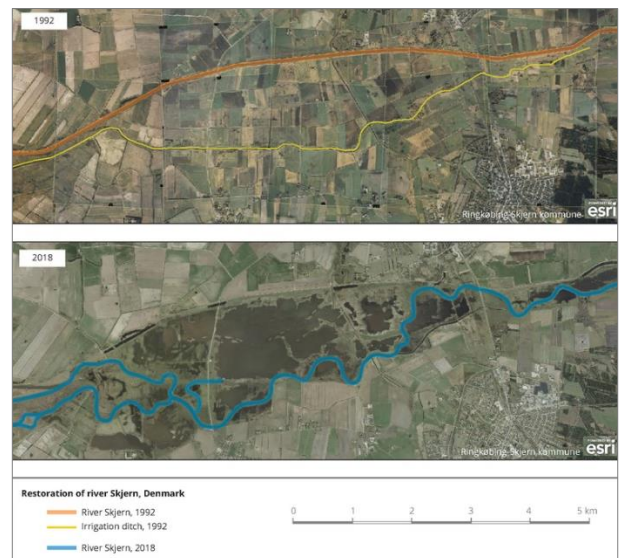 1992
Ringkøbing-Skjern kommune
esri
2018
Ringkøbing-Skjern kommune
esri
Restoration of river Skjern, Denmark
River Skjern, 1992
Irrigation ditch, 1992
River Skjern, 2018
0 1 2 3 4 5 km